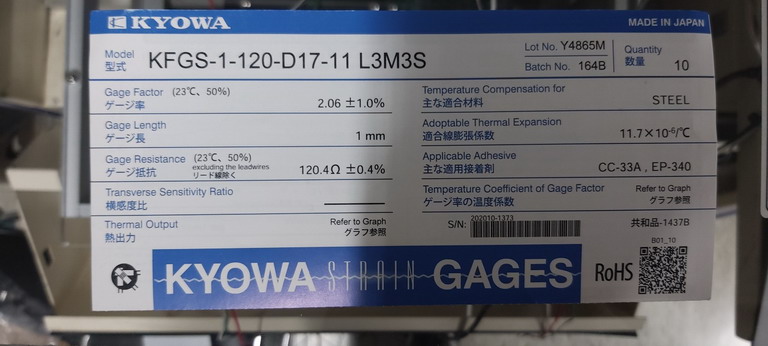 KYOWA
MADE IN JAPAN
Model KFGS-1-120-D17-11 L3M3S
型式
Lot No. Y4865M
Batch No. 164B
Quantity
数量 10
Gage Factor (23℃, 50%)
ゲージ率 2.06 ±1.0%
Gage Length
ゲージ長 1 mm
Gage Resistance (23℃, 50%)
excluding the leadwires
ゲージ抵抗 リード線除く 120.4Ω ±0.4%
Transverse Sensitivity Ratio
横感度比
Thermal Output Refer to Graph
熱出力 グラフ参照
Temperature Compensation for
主な適合材料 STEEL
Adoptable Thermal Expansion
適合線膨張係数 11.7×10⁻⁶/℃
Applicable Adhesive
主な適用接着剤 CC-33A , EP-340
Temperature Coefficient of Gage Factor Refer to Graph
ゲージ率の温度係数 グラフ参照
S/N: 202010-1373
共和品-1437B
B01_10
KYOWA STRAIN GAGES
RoHS